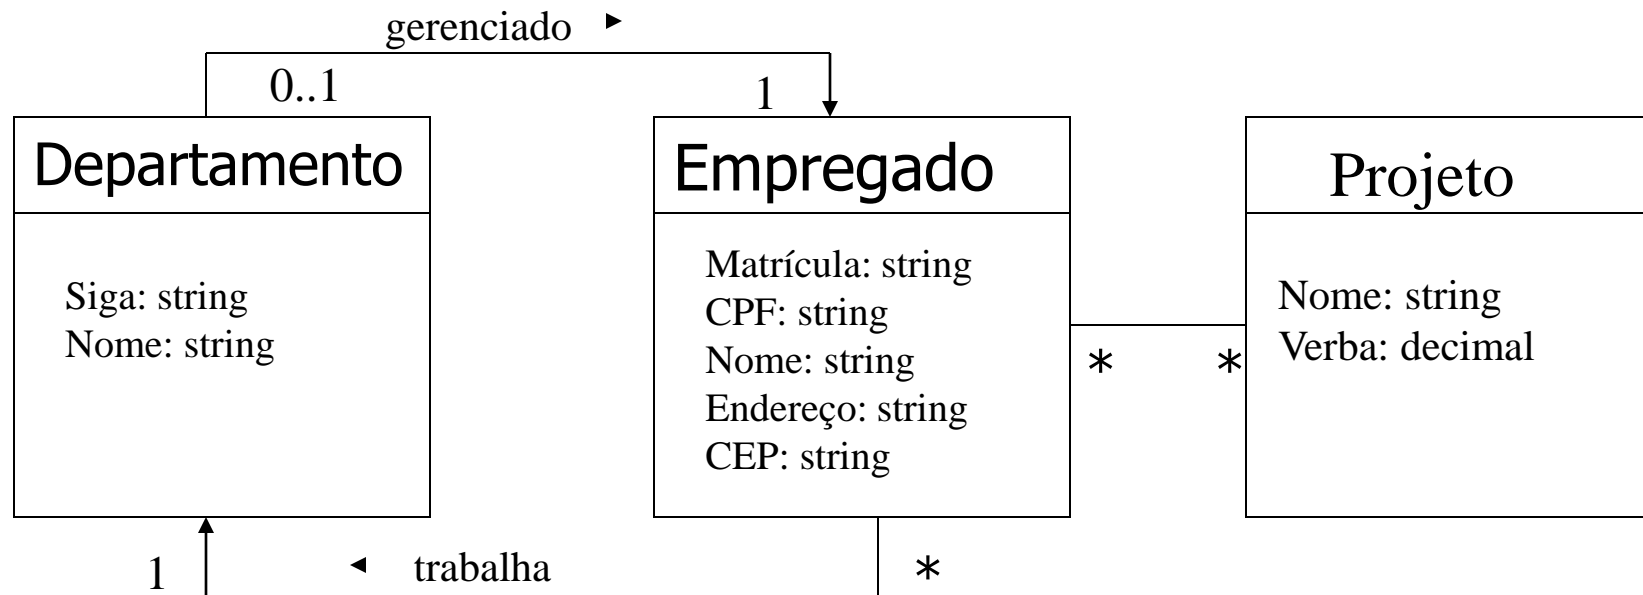 gerenciado ►
0..1
1
Departamento
Siga: string
Nome: string
Empregado
Matrícula: string
CPF: string
Nome: string
Endereço: string
CEP: string
Projeto
Nome: string
Verba: decimal
* *
1
◄ trabalha
*